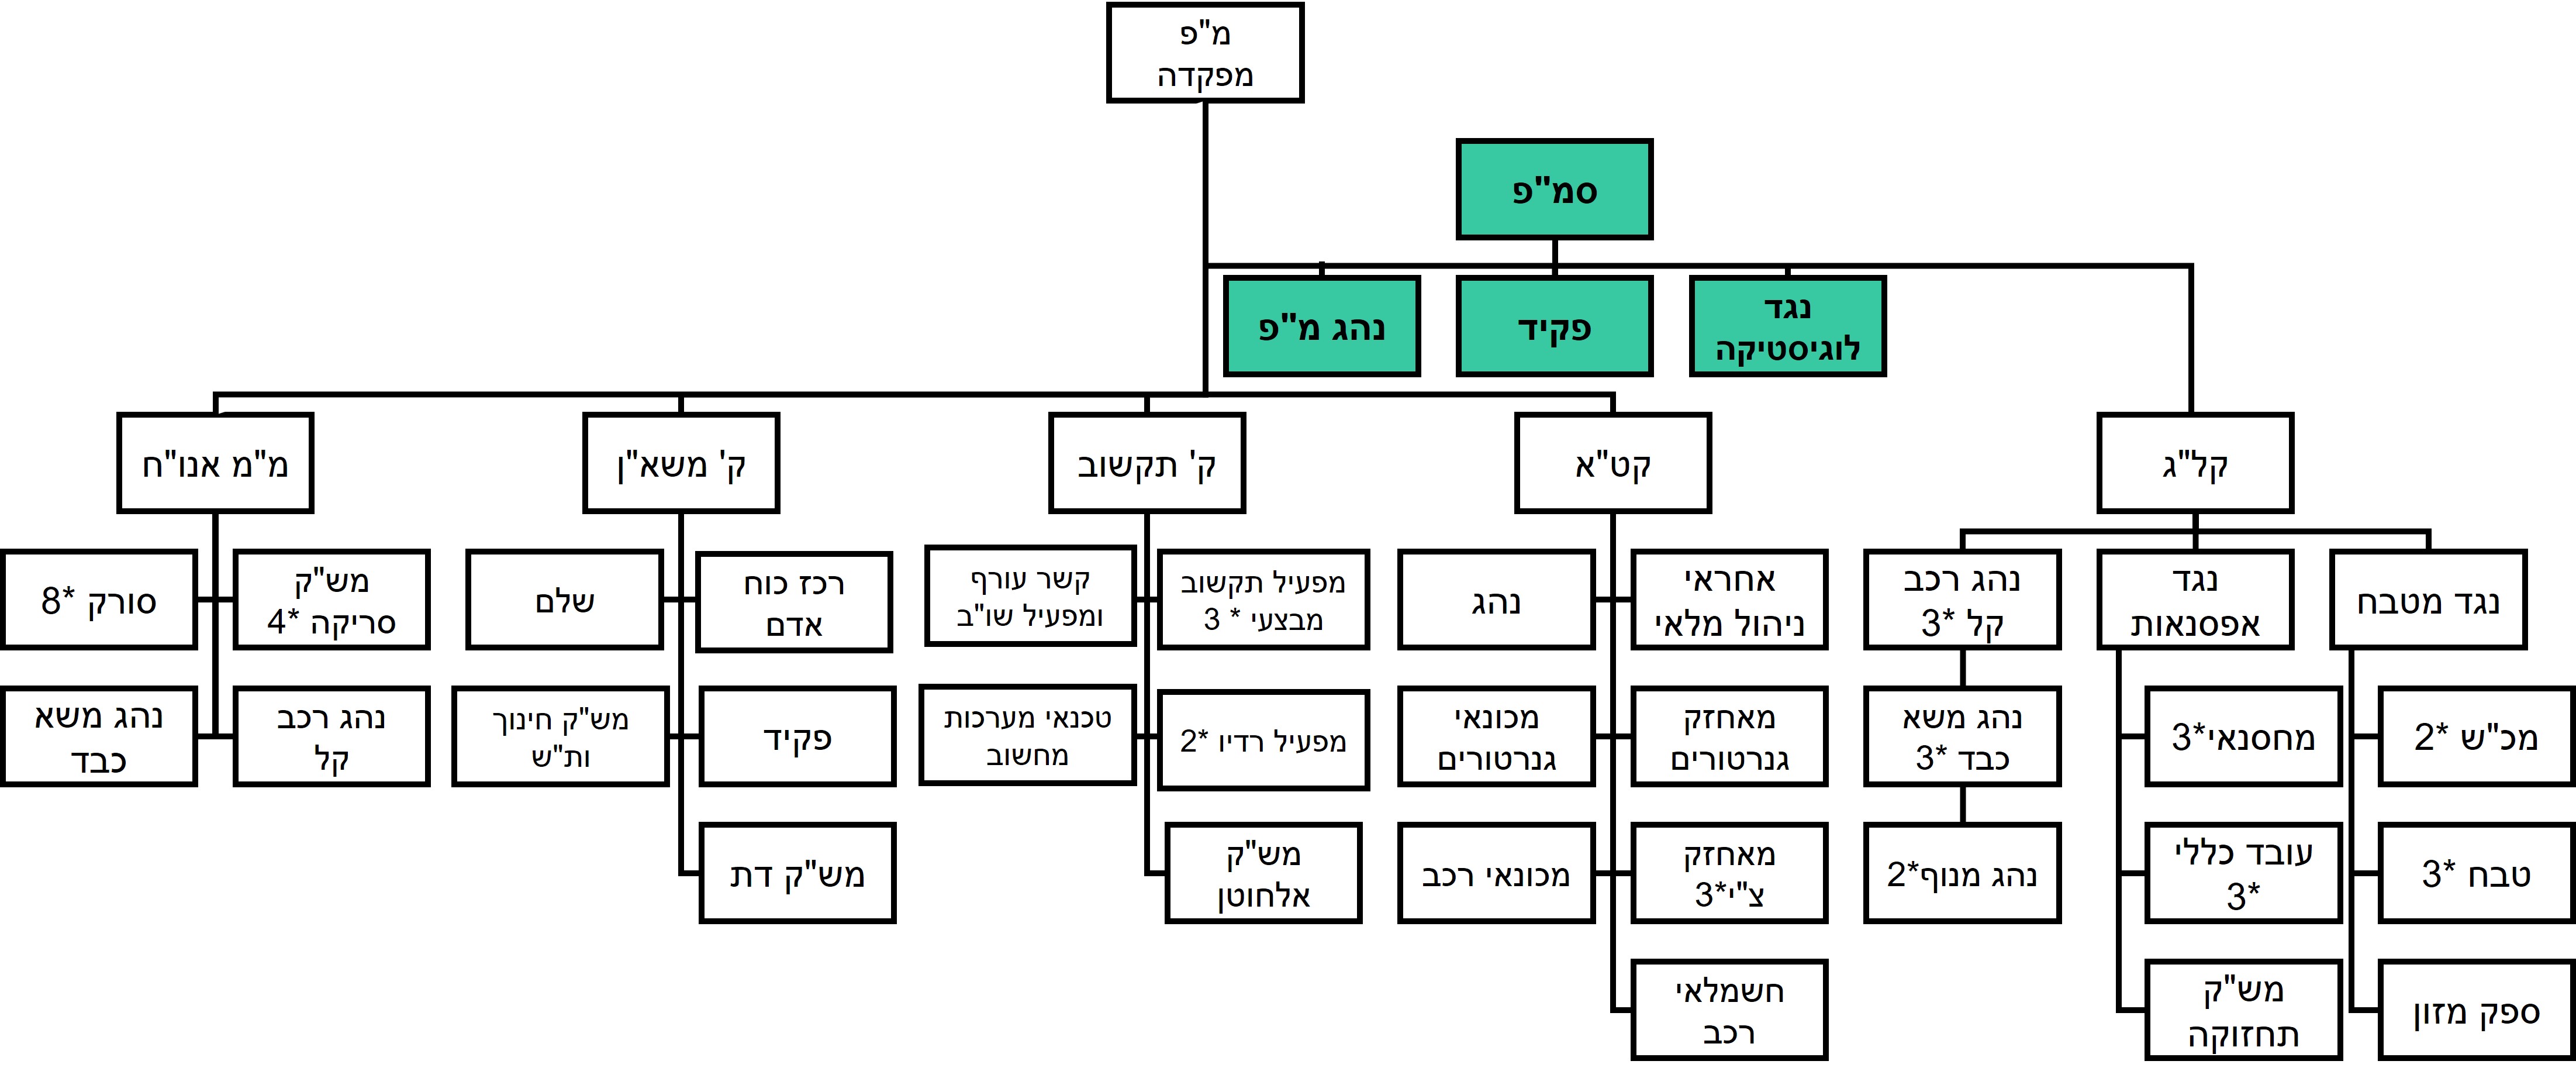 מ"פ
מפקדה
סמ"פ
נגד
לוגיסטיקה
פקיד
נהג מ"פ
קל"ג
קט"א
ק' תקשוב
ק' משא"ן
מ"מ אנו"ח
נגד מטבח
נגד
אפסנאות
נהג רכב
קל *3
אחראי
ניהול מלאי
נהג
מפעיל תקשוב
מבצעי * 3
קשר עורף
ומפעיל שו"ב
רכז כוח
אדם
שלם
מש"ק
סריקה *4
סורק *8
מכ"ש *2
מחסנאי*3
נהג משא
כבד *3
מאחזק
גנרטורים
מכונאי
גנרטורים
מפעיל רדיו *2
טכנאי מערכות
מחשוב
פקיד
מש"ק חינוך
ות"ש
נהג רכב
קל
נהג משא
כבד
טבח *3
עובד כללי
*3
נהג מנוף*2
מאחזק
צ"י*3
מכונאי רכב
מש"ק
אלחוטן
מש"ק דת
ספק מזון
מש"ק
תחזוקה
חשמלאי
רכב